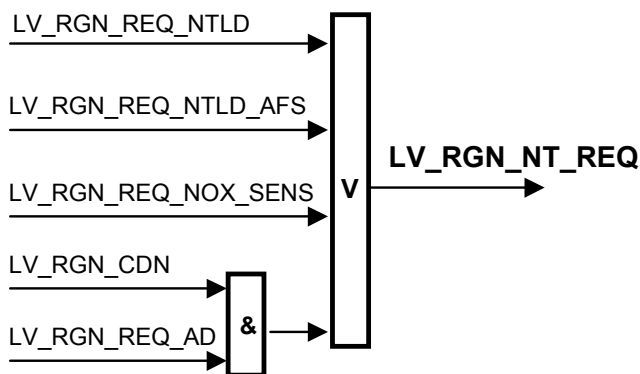 LV_RGN_REQ_NTLD
LV_RGN_REQ_NTLD_AFS
LV_RGN_NT_REQ
V
LV_RGN_REQ_NOX_SENS
LV_RGN_CDN
&
LV_RGN_REQ_AD